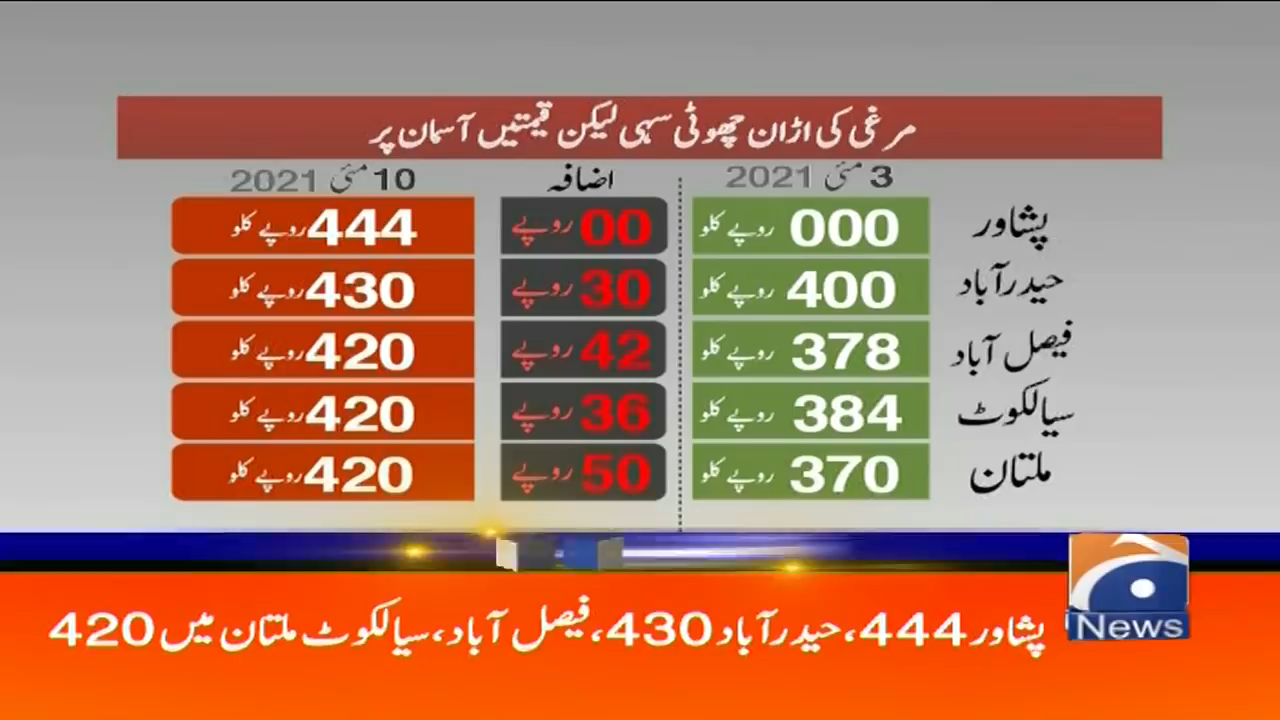 مرغی کی اڑان چھوٹی سہی لیکن قیمتیں آسمان پر
3 مئی 2021 اضافہ 10 مئی 2021
پشاور 000 روپے کلو 00 روپے 444 روپے کلو
حیدرآباد 400 روپے کلو 30 روپے 430 روپے کلو
فیصل آباد 378 روپے کلو 42 روپے 420 روپے کلو
سیالکوٹ 384 روپے کلو 36 روپے 420 روپے کلو
ملتان 370 روپے کلو 50 روپے 420 روپے کلو
News
پشاور 444، حیدرآباد 430، فیصل آباد، سیالکوٹ ملتان میں 420